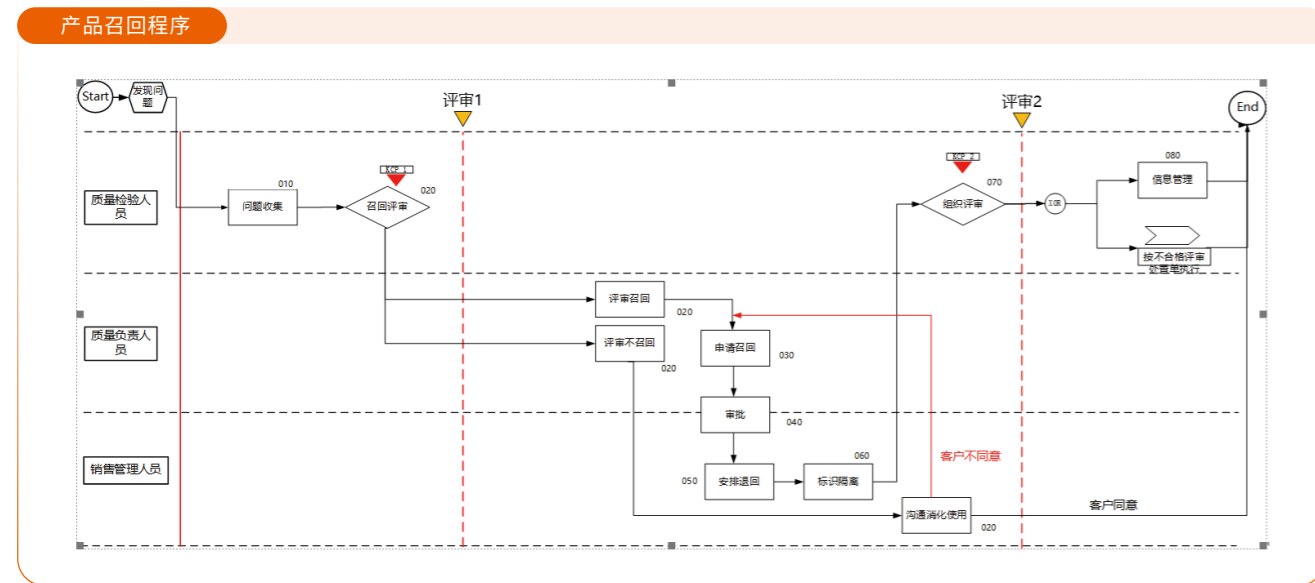 产品召回程序
Start
发现问
题
评审1
评审2
End
KCP 1
020
010
质量检验人
员
问题收集
召回评审
KCP 2
070
组织评审
XOR
080
信息管理
按不合格评审
处置单执行
质量负责人
员
评审召回
020
评审不召回
020
申请召回
030
审批
040
销售管理人员
050
安排退回
060
标识隔离
客户不同意
沟通消化使用
020
客户同意